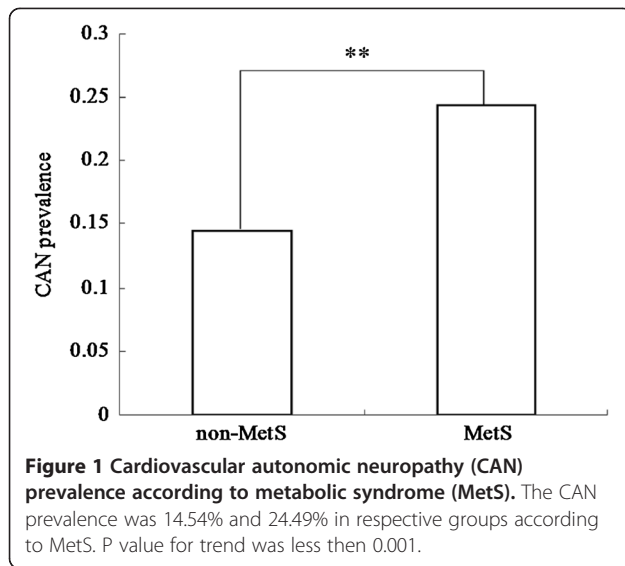 0.3
**
0.25
0.2
0.15
0.1
0.05
0
CAN prevalence
non-MetS MetS
Figure 1 Cardiovascular autonomic neuropathy (CAN)
prevalence according to metabolic syndrome (MetS). The CAN
prevalence was 14.54% and 24.49% in respective groups according
to MetS. P value for trend was less then 0.001.